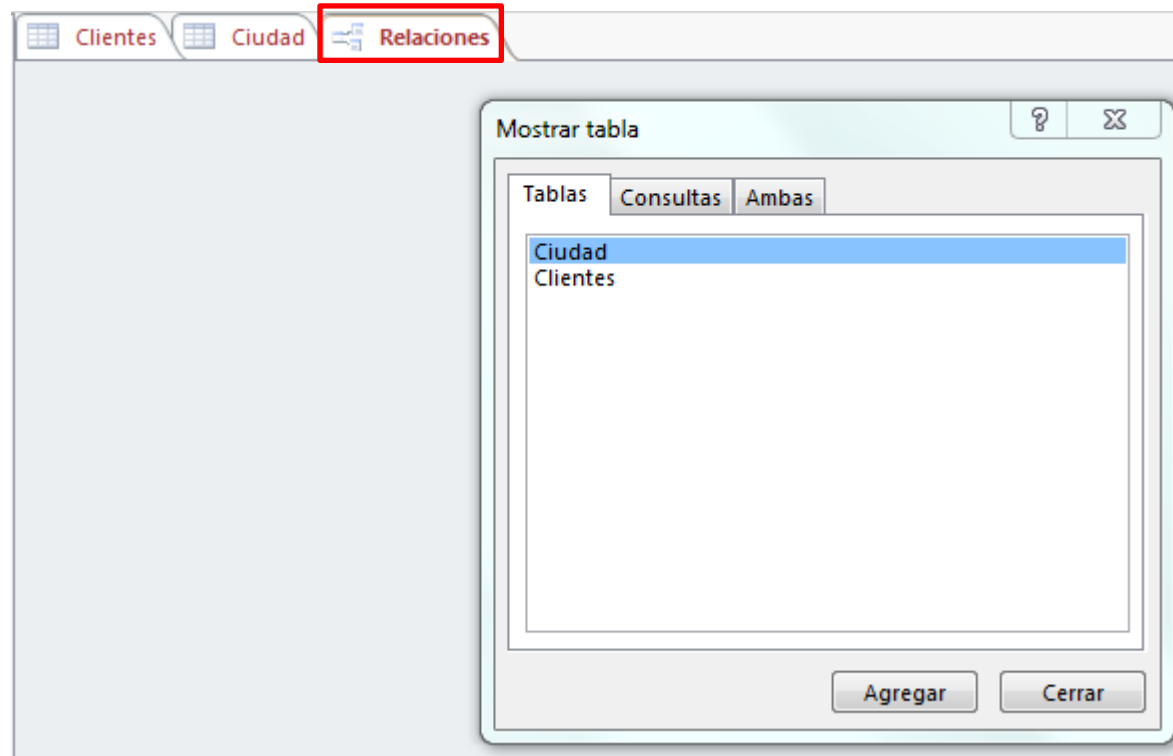 Clientes Ciudad Relaciones
Mostrar tabla
Tablas Consultas Ambas
Ciudad
Clientes
Agregar Cerrar